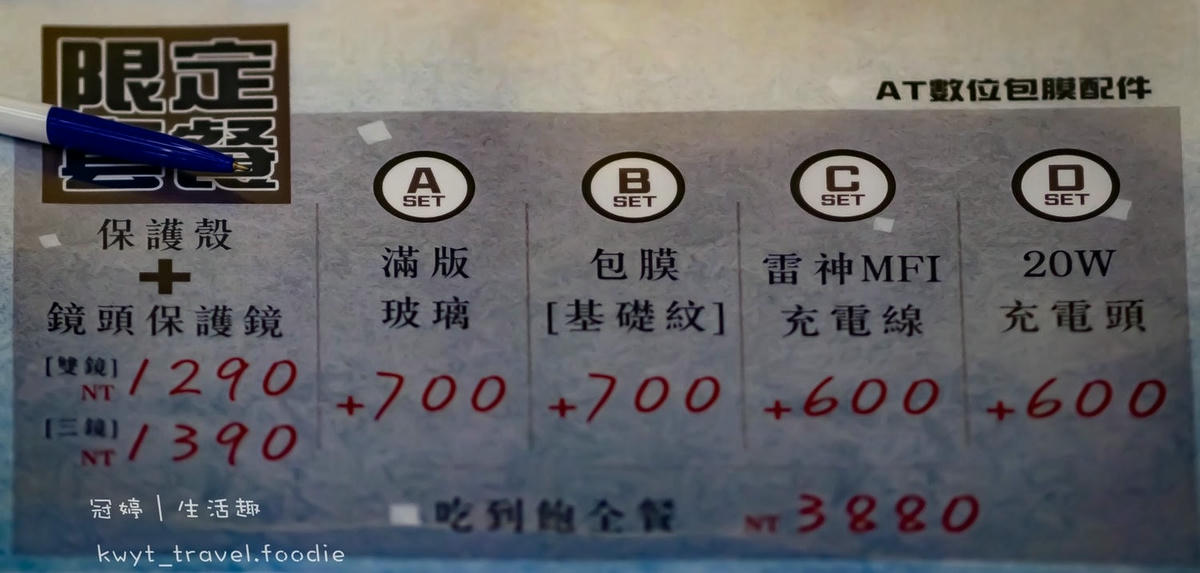 限定
套餐
AT數位包膜配件
保護殼
+
鏡頭保護鏡
[雙鏡]
NT 1290
[三鏡]
NT 1390
A
SET
滿版
玻璃
+700
B
SET
包膜
[基礎紋]
+700
C
SET
雷神MFI
充電線
+600
D
SET
20W
充電頭
+600
吃到飽全餐 NT 3880
冠婷 | 生活趣
kwyt_travel.foodie